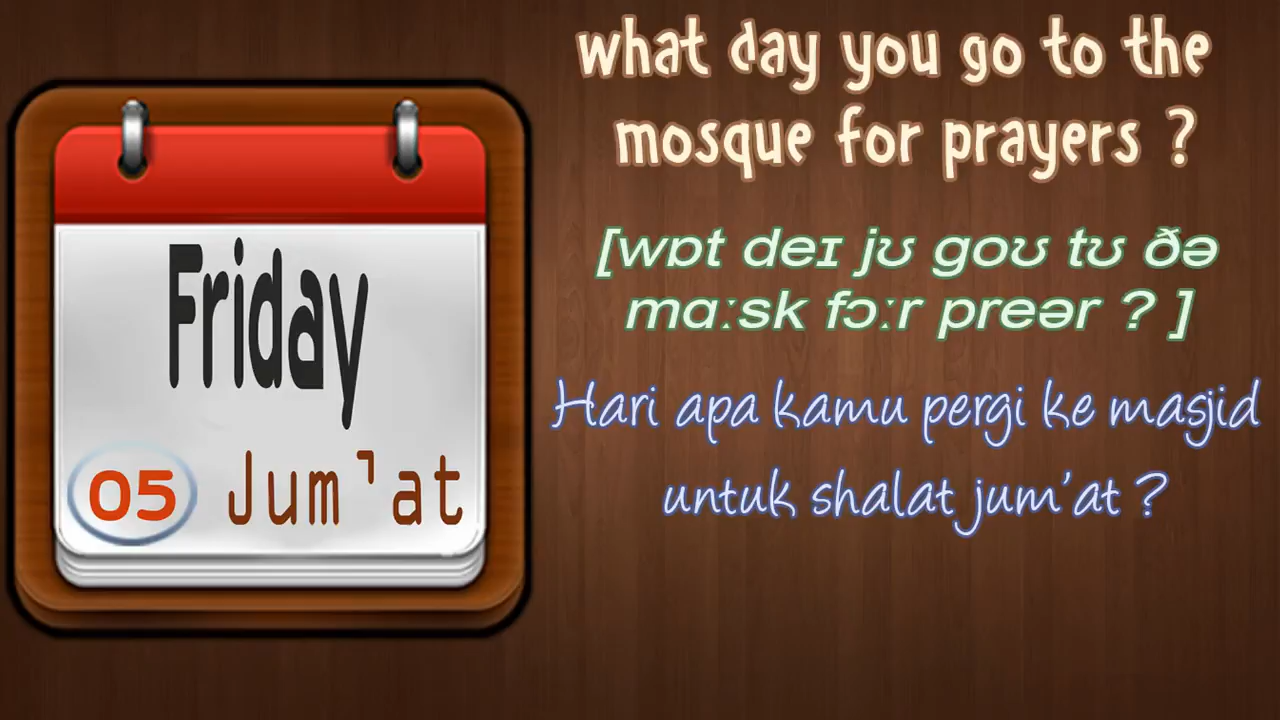 Friday
05 Jum'at
what day you go to the
mosque for prayers ?
[wɒt deɪ jʊ goʊ tʊ ðə
mɑːsk fɔːr preər ? ]
Hari apa kamu pergi ke masjid
untuk shalat jum'at ?